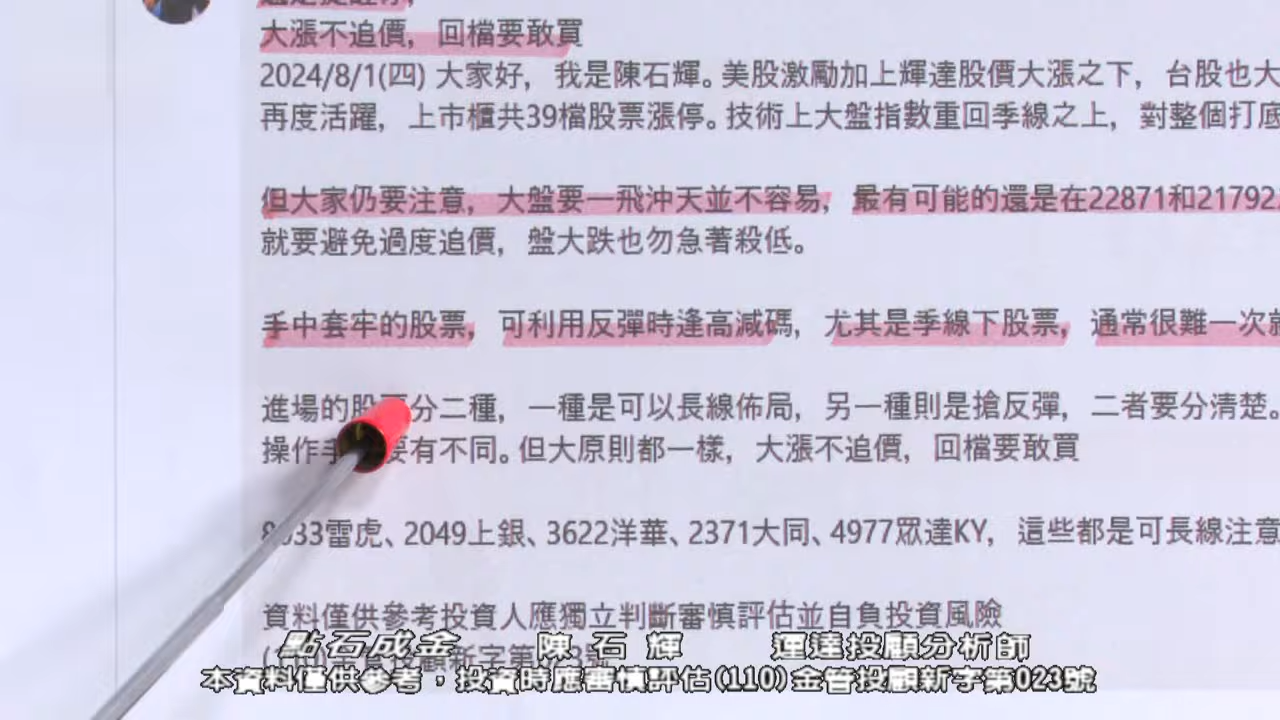 大漲不追價，回檔要敢買
2024/8/1(四) 大家好，我是陳石輝。美股激勵加上輝達股價大漲之下，台股也大
再度活躍，上市櫃共39檔股票漲停。技術上大盤指數重回季線之上，對整個打底
但大家仍要注意，大盤要一飛沖天並不容易，最有可能的還是在22871和21792
就要避免過度追價，盤大跌也勿急著殺低。
手中套牢的股票，可利用反彈時逢高減碼，尤其是季線下股票，通常很難一次就
進場的股 分二種，一種是可以長線佈局，另一種則是搶反彈，二者要分清楚。
操作 要有不同。但大原則都一樣，大漲不追價，回檔要敢買
33雷虎、2049上銀、3622洋華、2371大同、4977眾達KY，這些都是可長線注意
資料僅供參考投資人應獨立判斷審慎評估並自負投資風險
點石成金 陳石輝 運達投顧分析師
本資料僅供參考，投資時應審慎評估(110)金管投顧新字第023號